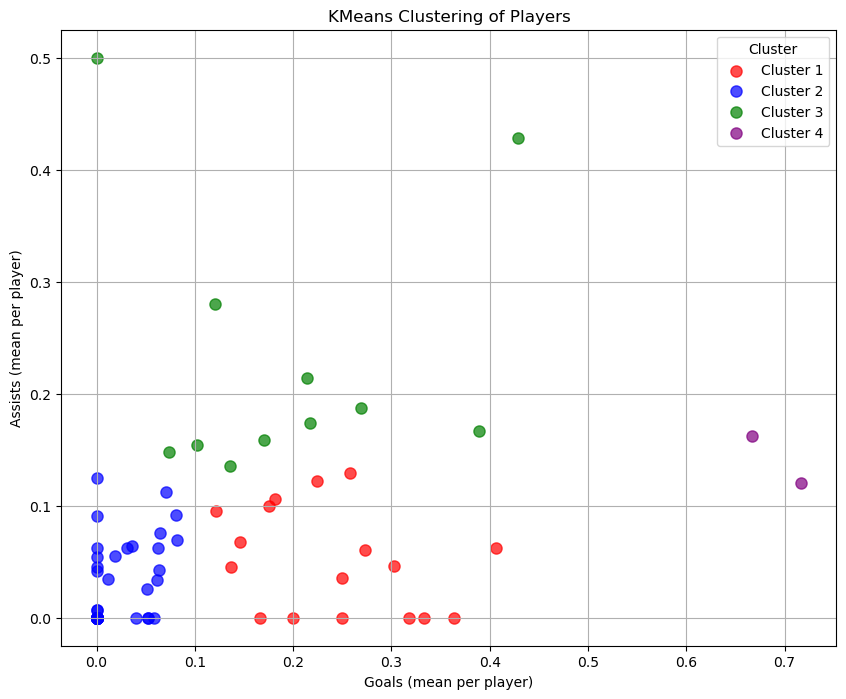 KMeans Clustering of Players
Cluster
Cluster 1
Cluster 2
Cluster 3
Cluster 4
Assists (mean per player)
0.5
0.4
0.3
0.2
0.1
0.0
0.0 0.1 0.2 0.3 0.4 0.5 0.6 0.7
Goals (mean per player)